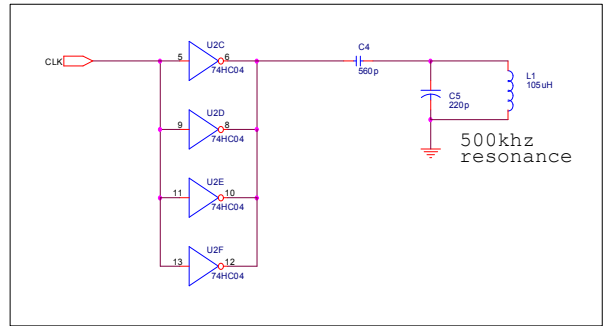 CLK
U2C
5
6
74HC04
C4
560p
L1
105uH
C5
220p
U2D
9
8
74HC04
500khz
resonance
U2E
11
10
74HC04
U2F
13
12
74HC04